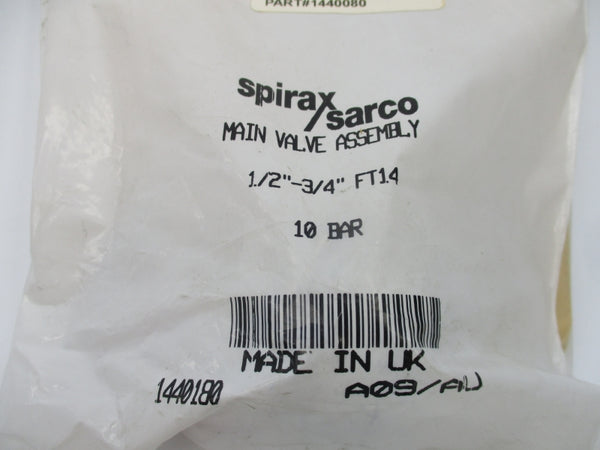 PART#1440080
spirax
sarco
MAIN VALVE ASSEMBLY
1/2"-3/4" FT14
10 BAR
MADE IN UK
1440180 A09/AU